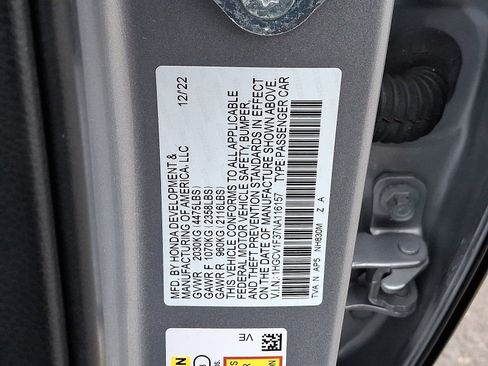 MFD. BY HONDA DEVELOPMENT & 12/22
MANUFACTURING OF AMERICA, LLC
GVWR 2030KG (4475LBS)
GAWR F 1070KG (2358LBS)
GAWR R 960KG (2116LBS)
THIS VEHICLE CONFORMS TO ALL APPLICABLE
FEDERAL MOTOR VEHICLE SAFETY, BUMPER,
AND THEFT PREVENTION STANDARDS IN EFFECT
ON THE DATE OF MANUFACTURE SHOWN ABOVE.
V.I.N.: 1HGCV1F37NA116157 TYPE:PASSENGER CAR
TVA N AP5 NH830M Z A
VE